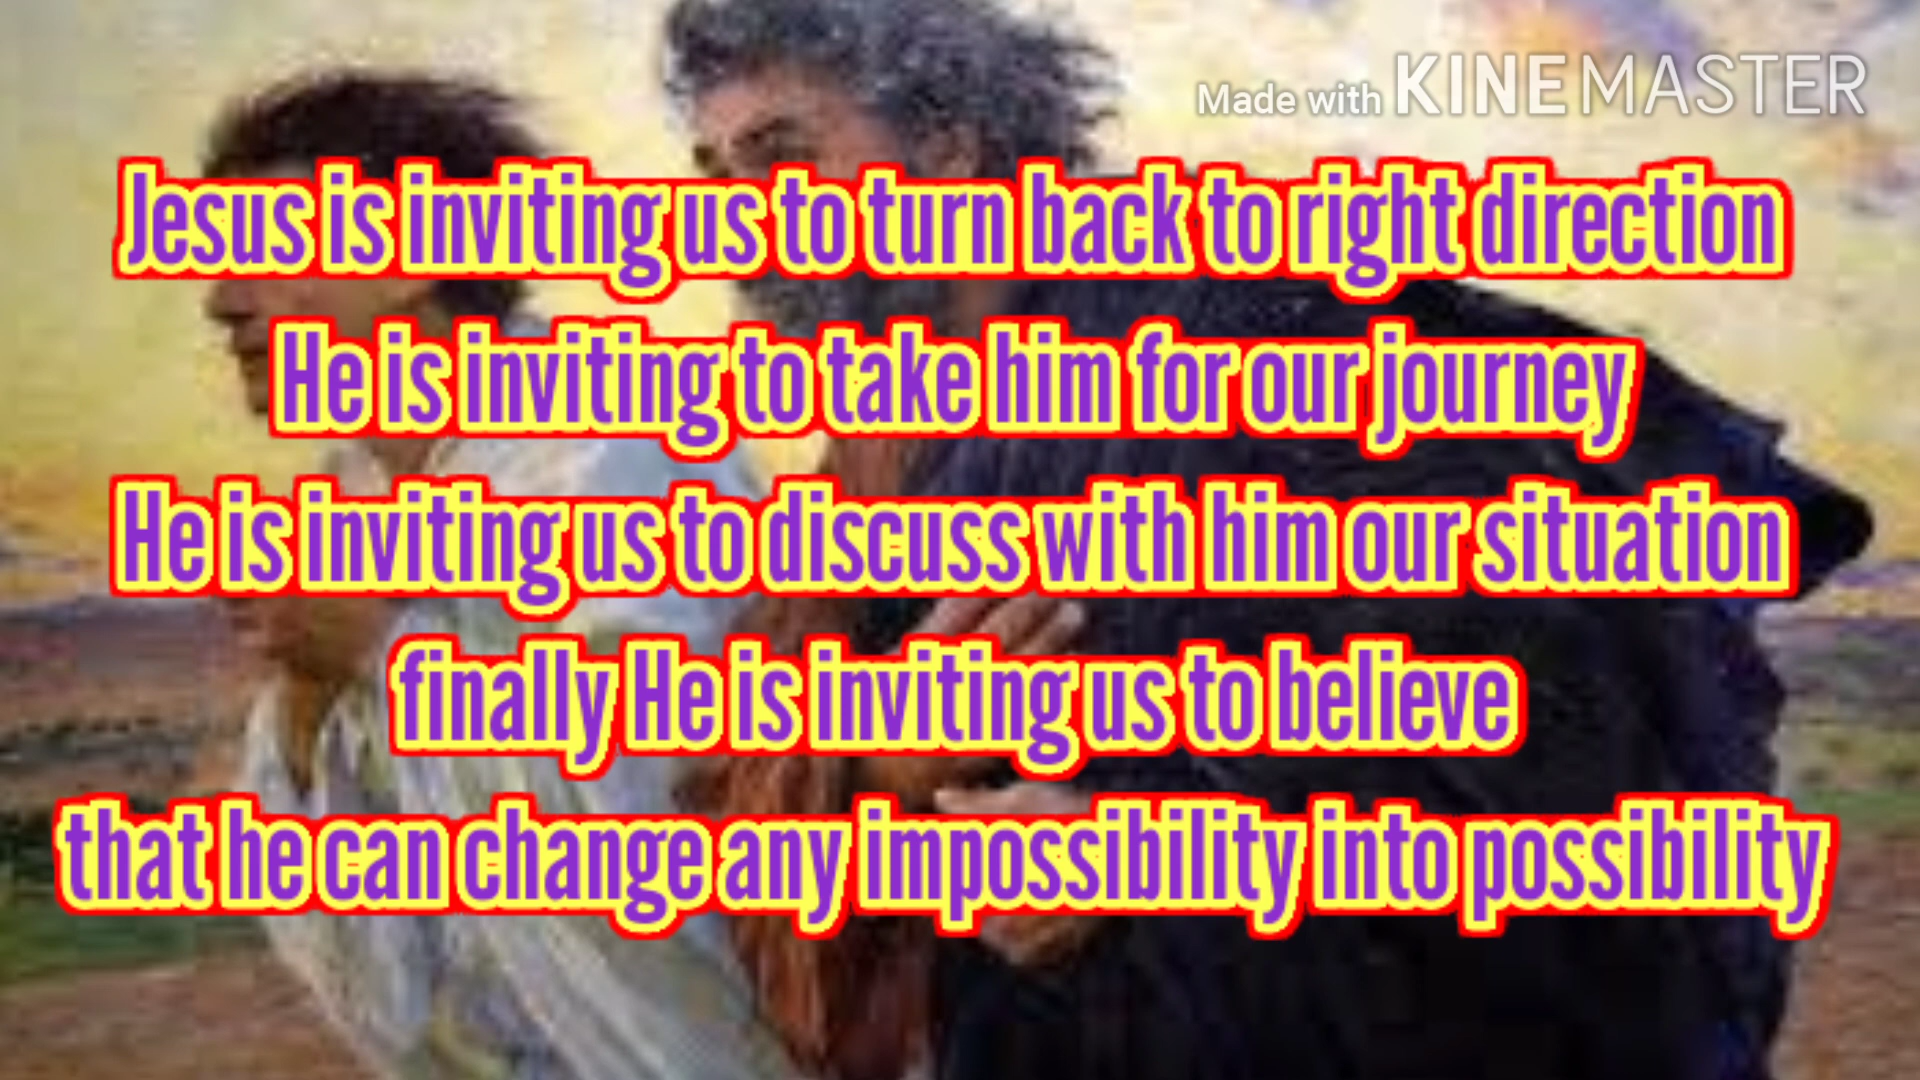 Made with KINEMASTER
Jesus is inviting us to turn back to right direction
He is inviting to take him for our journey
He is inviting us to discuss with him our situation
finally He is inviting us to believe
that he can change any impossibility into possibility